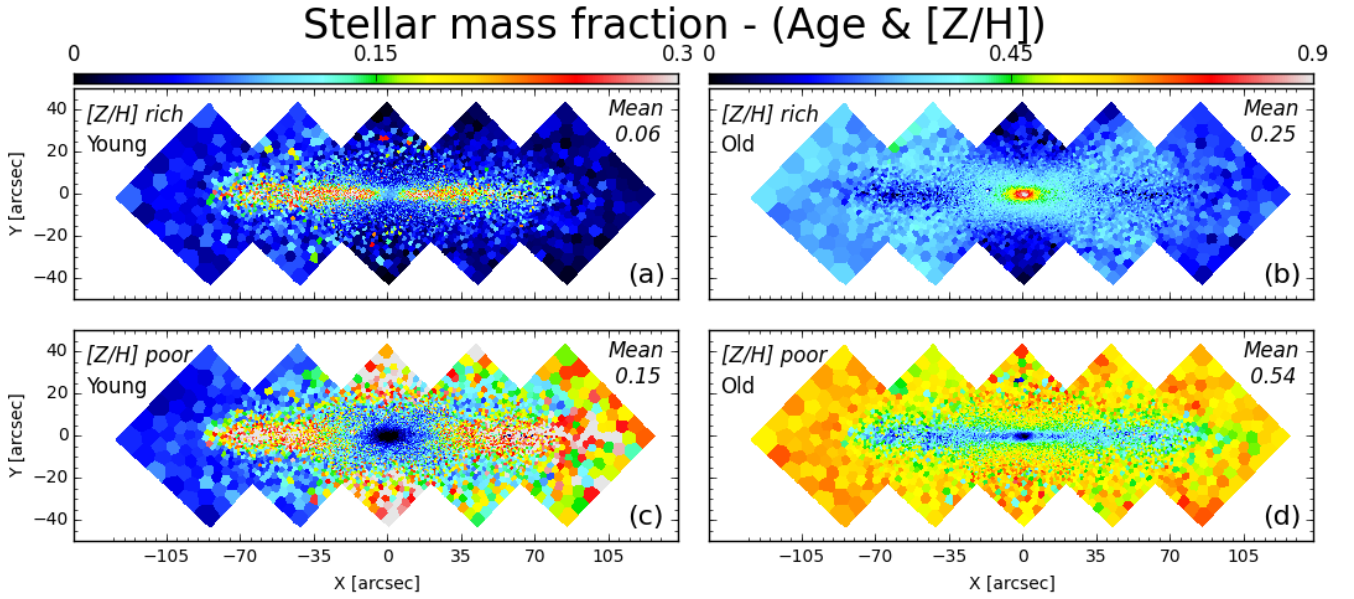 Stellar mass fraction - (Age & [Z/H])
0 0.15 0.3 0 0.45 0.9
[Z/H] rich
Young
Mean
0.06
(a)
40
20
0
−20
−40
Y [arcsec]
[Z/H] rich
Old
Mean
0.25
(b)
[Z/H] poor
Young
Mean
0.15
(c)
40
20
0
−20
−40
Y [arcsec]
−105 −70 −35 0 35 70 105
X [arcsec]
[Z/H] poor
Old
Mean
0.54
(d)
−105 −70 −35 0 35 70 105
X [arcsec]